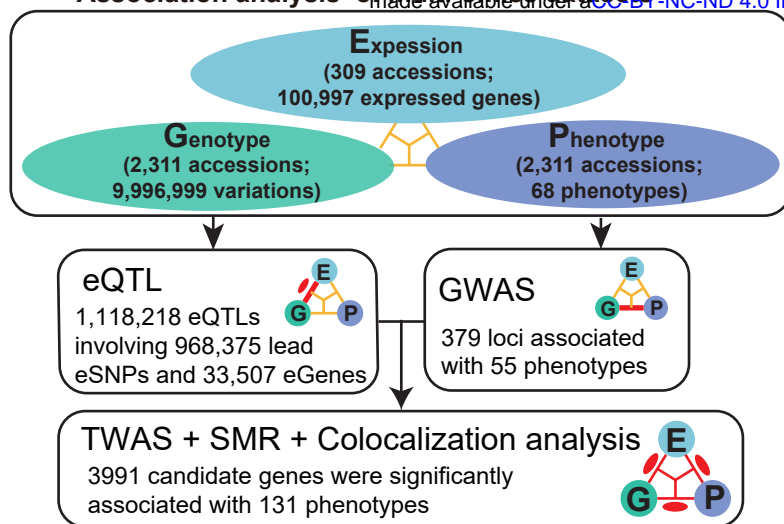 Association analysis
made available under aCC-BY-NC-ND 4.0 I
Expession
(309 accessions;
100,997 expressed genes)
Genotype
(2,311 accessions;
9,996,999 variations)
Phenotype
(2,311 accessions;
68 phenotypes)
eQTL
1,118,218 eQTLs
involving 968,375 lead
eSNPs and 33,507 eGenes
E
G
P
GWAS
379 loci associated
with 55 phenotypes
E
G
P
TWAS + SMR + Colocalization analysis
3991 candidate genes were significantly
associated with 131 phenotypes
E
G
P